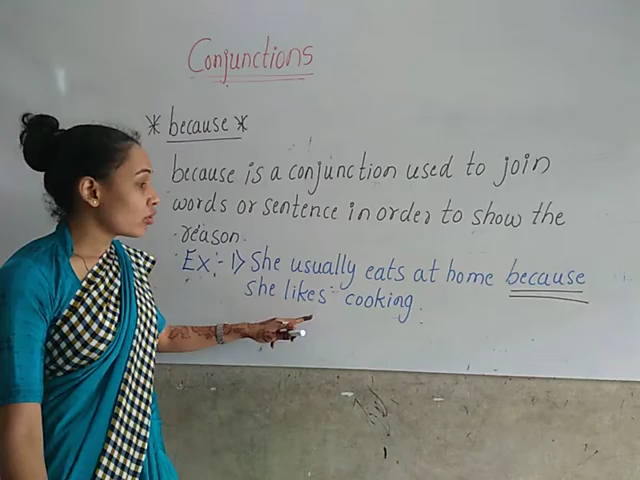 Conjunctions
* because *
because is a conjunction used to join
words or sentence in order to show the
reason.
Ex:- 1) She usually eats at home because
she likes cooking.